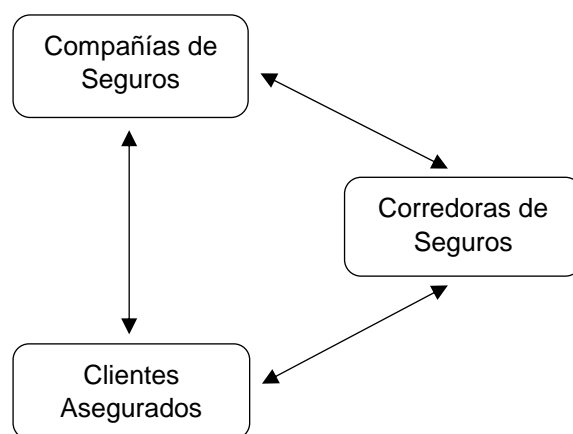 Compañías de
Seguros
Corredoras de
Seguros
Clientes
Asegurados